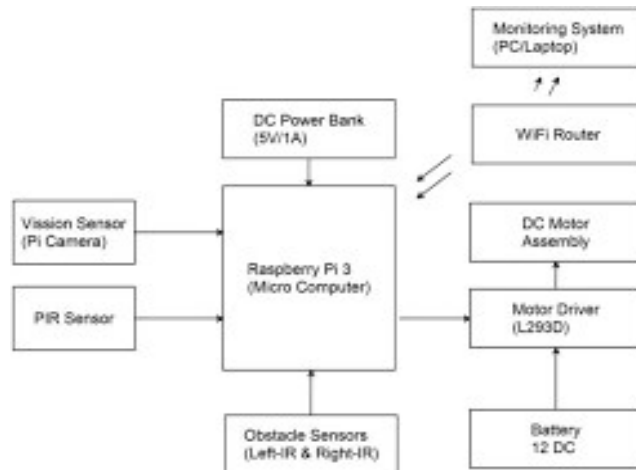 Monitoring System
(PC/Laptop)
DC Power Bank
(5V/1A)
WiFi Router
Vission Sensor
(Pi Camera)
DC Motor
Assembly
Raspberry Pi 3
(Micro Computer)
PIR Sensor
Motor Driver
(L293D)
Obstacle Sensors
(Left-IR & Right-IR)
Battery
12 DC